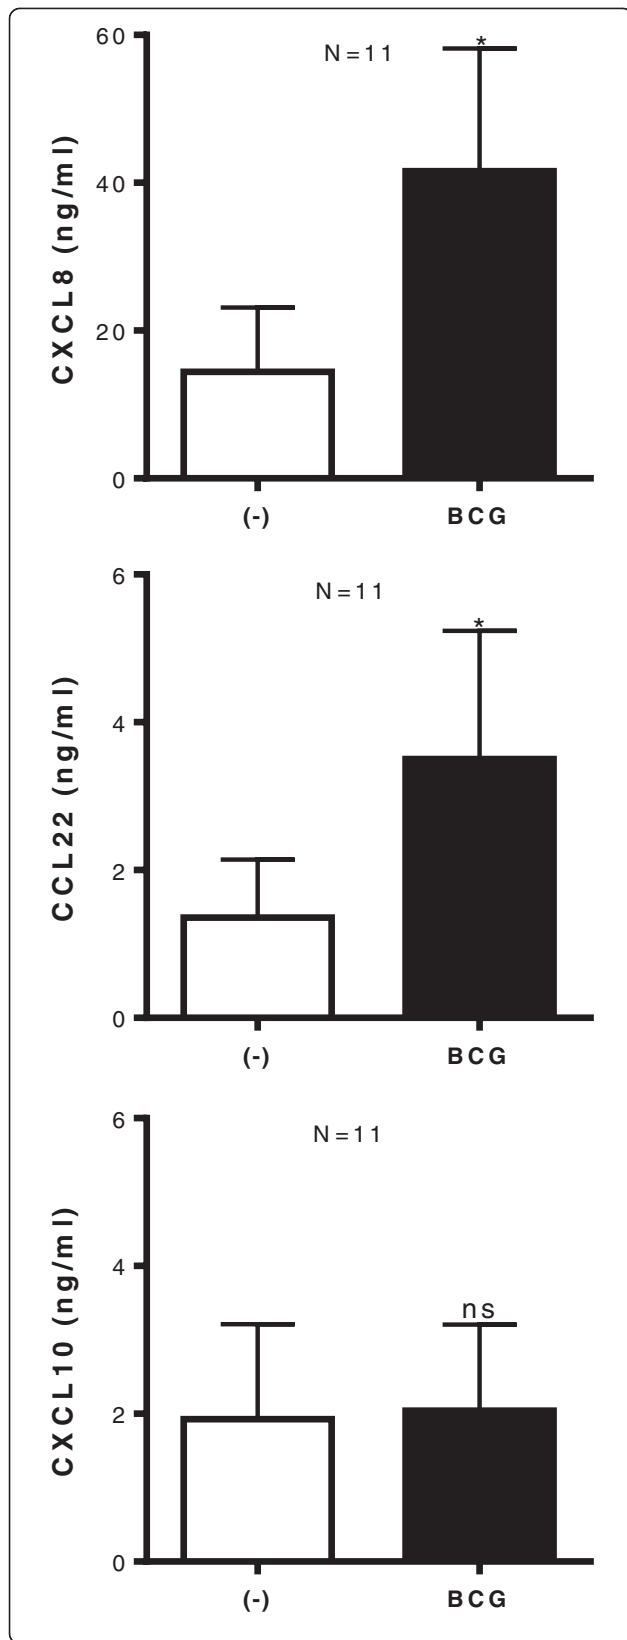 60
N=11
*
40
20
0
CXCL8 (ng/ml)
(-) BCG
6
N=11
*
4
2
0
CCL22 (ng/ml)
(-) BCG
6
N=11
4
ns
2
0
CXCL10 (ng/ml)
(-) BCG